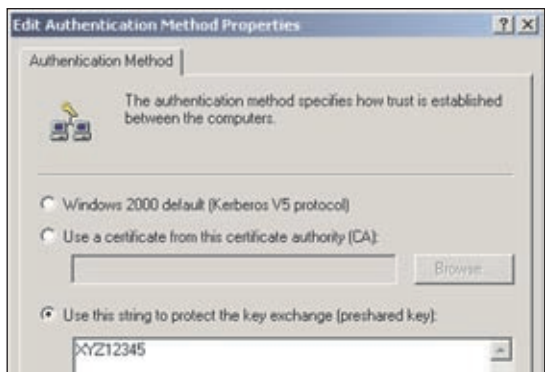 Edit Authentication Method Properties
Authentication Method
The authentication method specifies how trust is established
between the computers.
Windows 2000 default (Kerberos V5 protocol)
Use a certificate from this certificate authority (CA):
Browse...
Use this string to protect the key exchange (preshared key):
XYZ12345